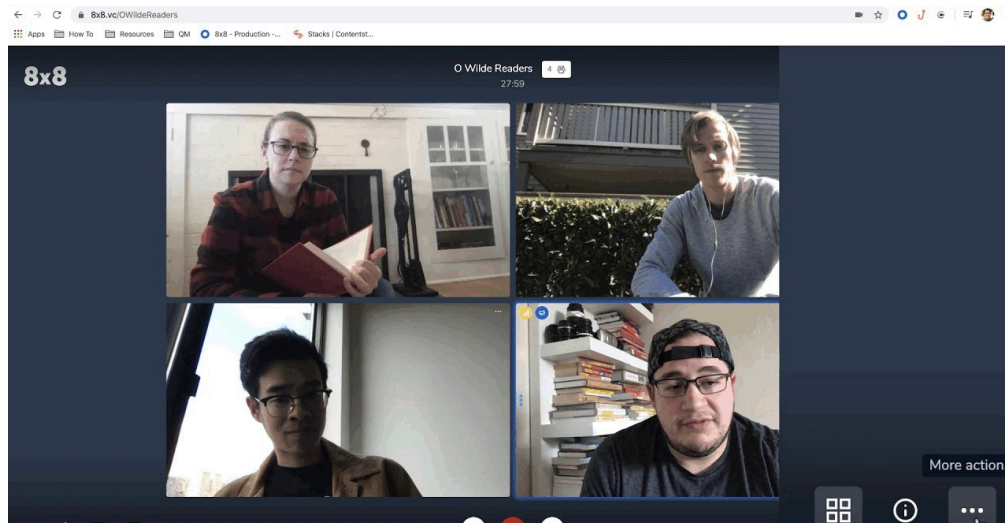 8x8.vc/OWildeReaders
Apps How To Resources QM 8x8 - Production -... Stacks | Contentst...
8x8
O Wilde Readers 4
27:59
More action